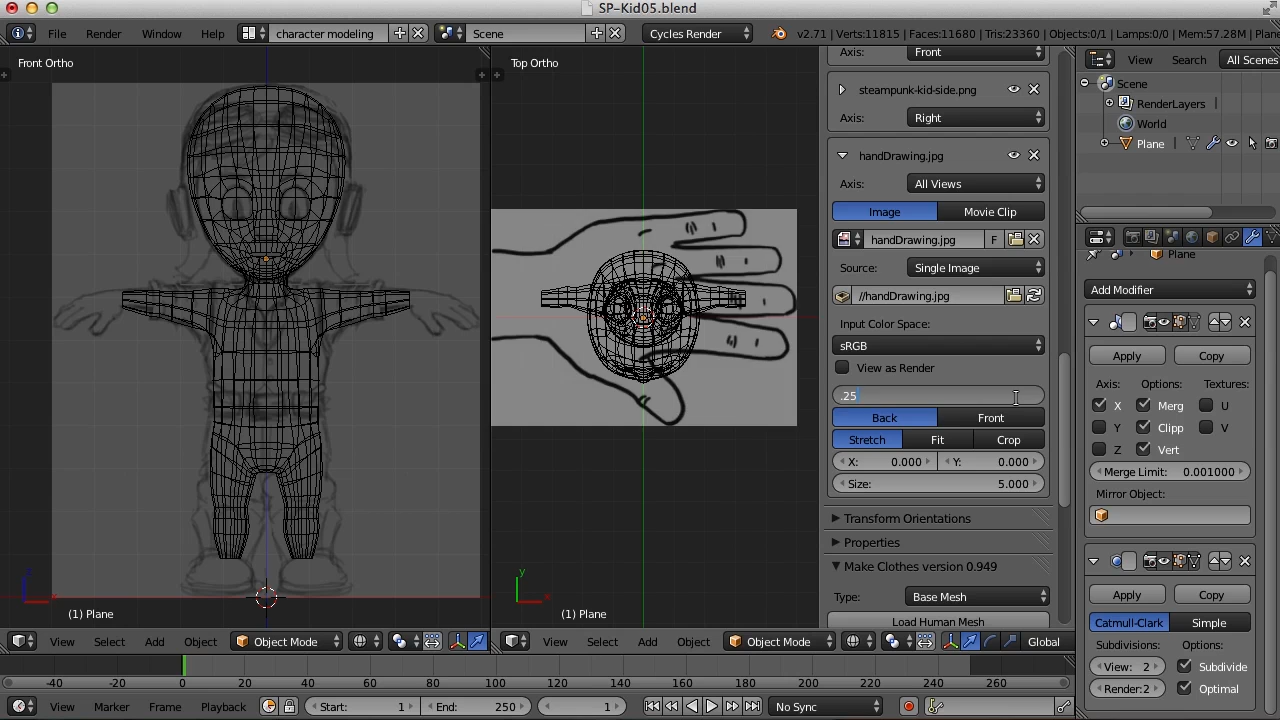 SP-Kid05.blend
File Render Window Help character modeling Scene Cycles Render v2.71 | Verts:11815 | Faces:11680 | Tris:23360 | Objects:0/1 | Lamps:0/0 | Mem:57.28M | Plane
Front Ortho
Top Ortho
Axis: Front
steampunk-kid-side.png
Axis: Right
handDrawing.jpg
Axis: All Views
Image Movie Clip
handDrawing.jpg F
Source: Single Image
//handDrawing.jpg
Input Color Space:
sRGB
View as Render
.25
Back Front
Stretch Fit Crop
X: 0.000 Y: 0.000
Size: 5.000
Transform Orientations
Properties
Make Clothes version 0.949
Type: Base Mesh
Load Human Mesh
View Search All Scenes
Scene
RenderLayers
World
Plane
Plane
Add Modifier
Apply Copy
Axis: Options: Textures:
X Merg U
Y Clipp V
Z Vert
Merge Limit: 0.001000
Mirror Object:
Apply Copy
Catmull-Clark Simple
Subdivisions: Options:
View: 2 Subdivide
Render:2 Optimal
z
x
(1) Plane
y
x
(1) Plane
View Select Add Object Object Mode
View Select Add Object Object Mode Global
-40 -20 0 20 40 60 80 100 120 140 160 180 200 220 240 260
View Marker Frame Playback Start: 1 End: 250 1 No Sync